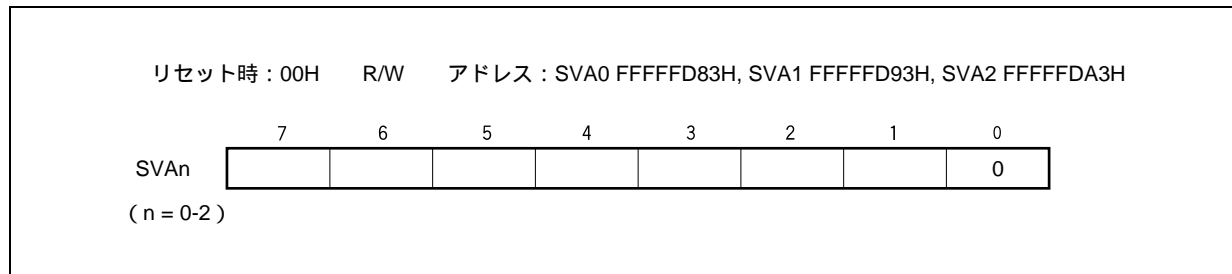 リセット時：00H R/W アドレス：SVA0 FFFFFD83H, SVA1 FFFFFD93H, SVA2 FFFFFDA3H
7 6 5 4 3 2 1 0
SVAn 0
（n = 0-2）